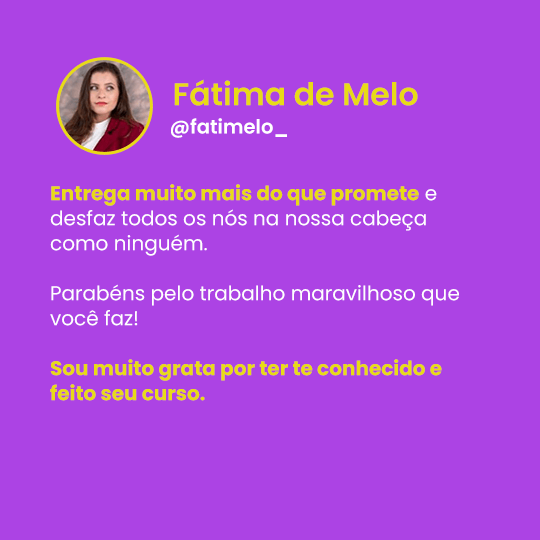 Fátima de Melo
@fatimelo_
Entrega muito mais do que promete e
desfaz todos os nós na nossa cabeça
como ninguém.
Parabéns pelo trabalho maravilhoso que
você faz!
Sou muito grata por ter te conhecido e
feito seu curso.